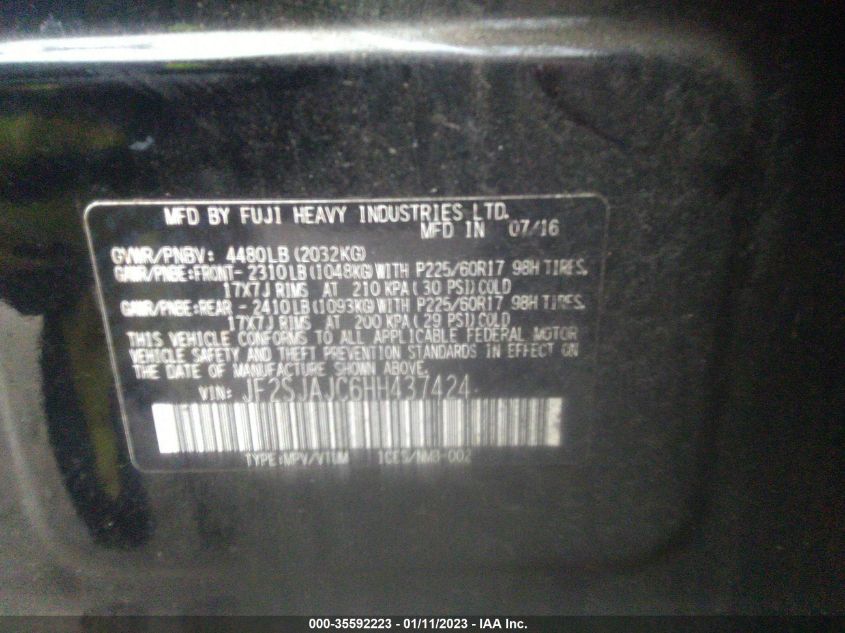 MFD BY FUJI HEAVY INDUSTRIES LTD.
MFD IN 07/16
GVWR/PNBV: 4480LB(2032KG)
GAWR/PNBE:FRONT-2310LB(1048KG)WITH P225/60R17 98H TIRES,
17X7J RIMS AT 210 KPA(30 PSI)COLD
GAWR/PNBE:REAR -2410LB(1093KG)WITH P225/60R17 98H TIRES,
17X7J RIMS AT 200 KPA(29 PSI)COLD
THIS VEHICLE CONFORMS TO ALL APPLICABLE FEDERAL MOTOR
VEHICLE SAFETY AND THEFT PREVENTION STANDARDS IN EFFECT ON
THE DATE OF MANUFACTURE SHOWN ABOVE.
VIN: JF2SJAJC6HH437424
TYPE:MPV/VTUM
000-35592223 - 01/11/2023 - IAA Inc.